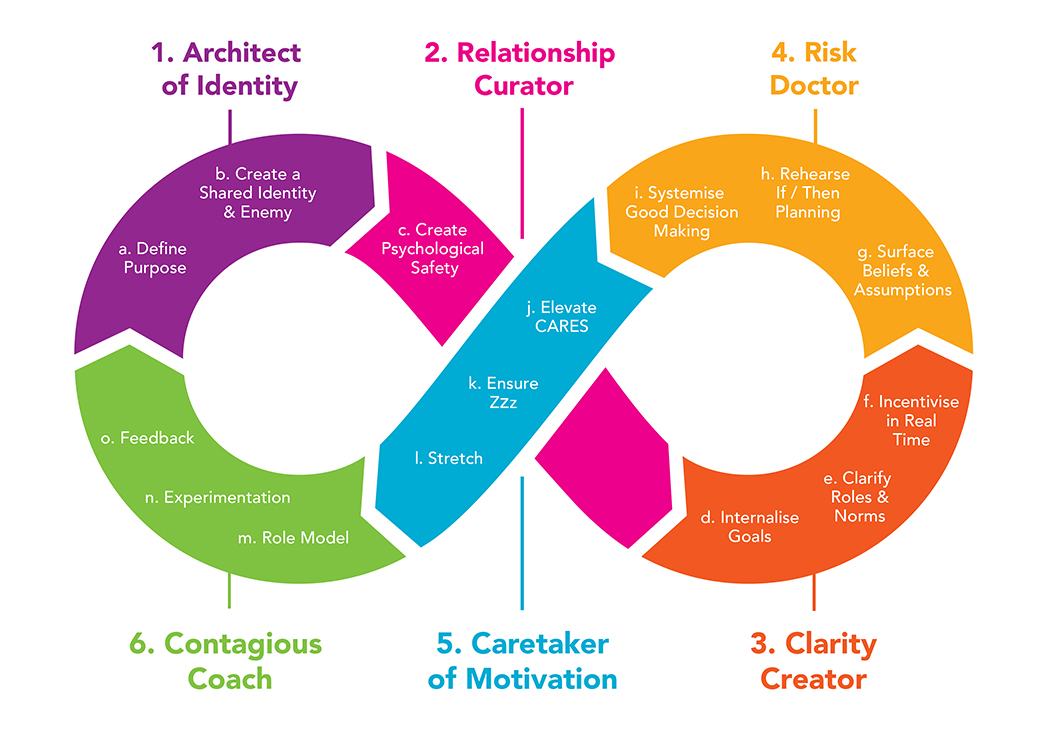 1. Architect
of Identity
2. Relationship
Curator
4. Risk
Doctor
b. Create a
Shared Identity
& Enemy
a. Define
Purpose
c. Create
Psychological
Safety
i. Systemise
Good Decision
Making
h. Rehearse
If / Then
Planning
g. Surface
Beliefs &
Assumptions
j. Elevate
CARES
k. Ensure
Zzz
l. Stretch
f. Incentivise
in Real
Time
e. Clarify
Roles &
Norms
d. Internalise
Goals
o. Feedback
n. Experimentation
m. Role Model
6. Contagious
Coach
5. Caretaker
of Motivation
3. Clarity
Creator